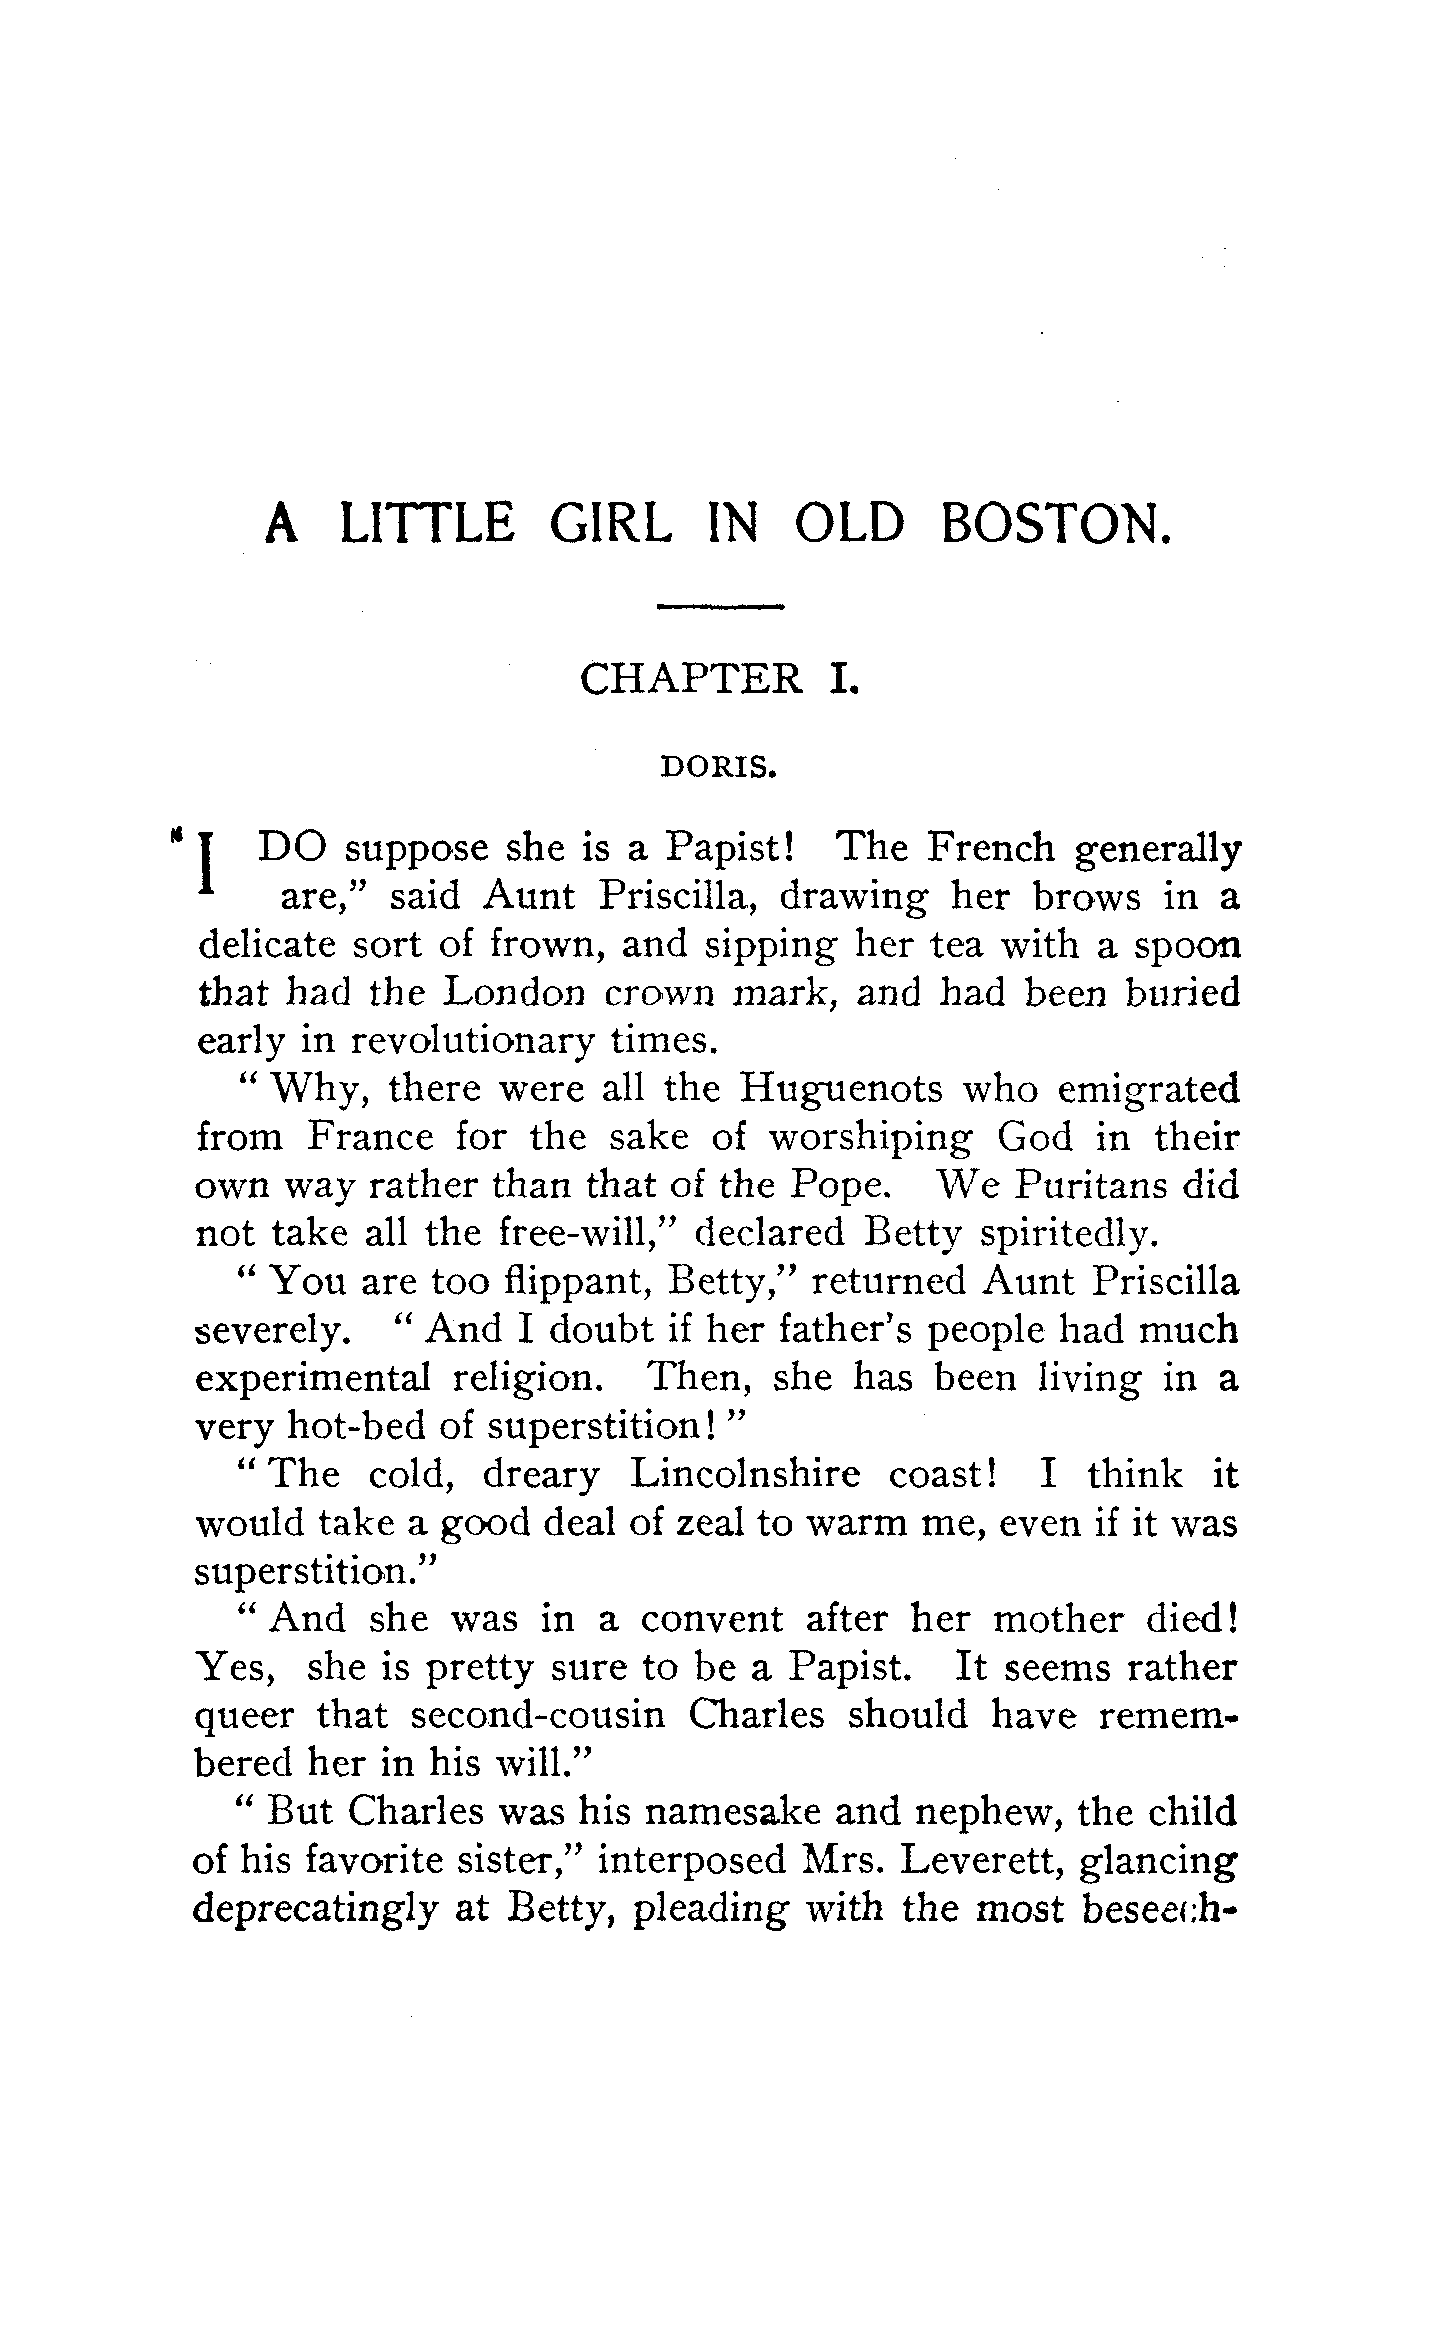 A LITTLE GIRL IN OLD BOSTON.
CHAPTER I.
DORIS.
"I DO suppose she is a Papist! The French generally
are," said Aunt Priscilla, drawing her brows in a
delicate sort of frown, and sipping her tea with a spoon
that had the London crown mark, and had been buried
early in revolutionary times.
"Why, there were all the Huguenots who emigrated
from France for the sake of worshiping God in their
own way rather than that of the Pope. We Puritans did
not take all the free-will," declared Betty spiritedly.
"You are too flippant, Betty," returned Aunt Priscilla
severely. "And I doubt if her father's people had much
experimental religion. Then, she has been living in a
very hot-bed of superstition!"
"The cold, dreary Lincolnshire coast! I think it
would take a good deal of zeal to warm me, even if it was
superstition."
"And she was in a convent after her mother died!
Yes, she is pretty sure to be a Papist. It seems rather
queer that second-cousin Charles should have remem-
bered her in his will."
"But Charles was his namesake and nephew, the child
of his favorite sister," interposed Mrs. Leverett, glancing
deprecatingly at Betty, pleading with the most beseech-